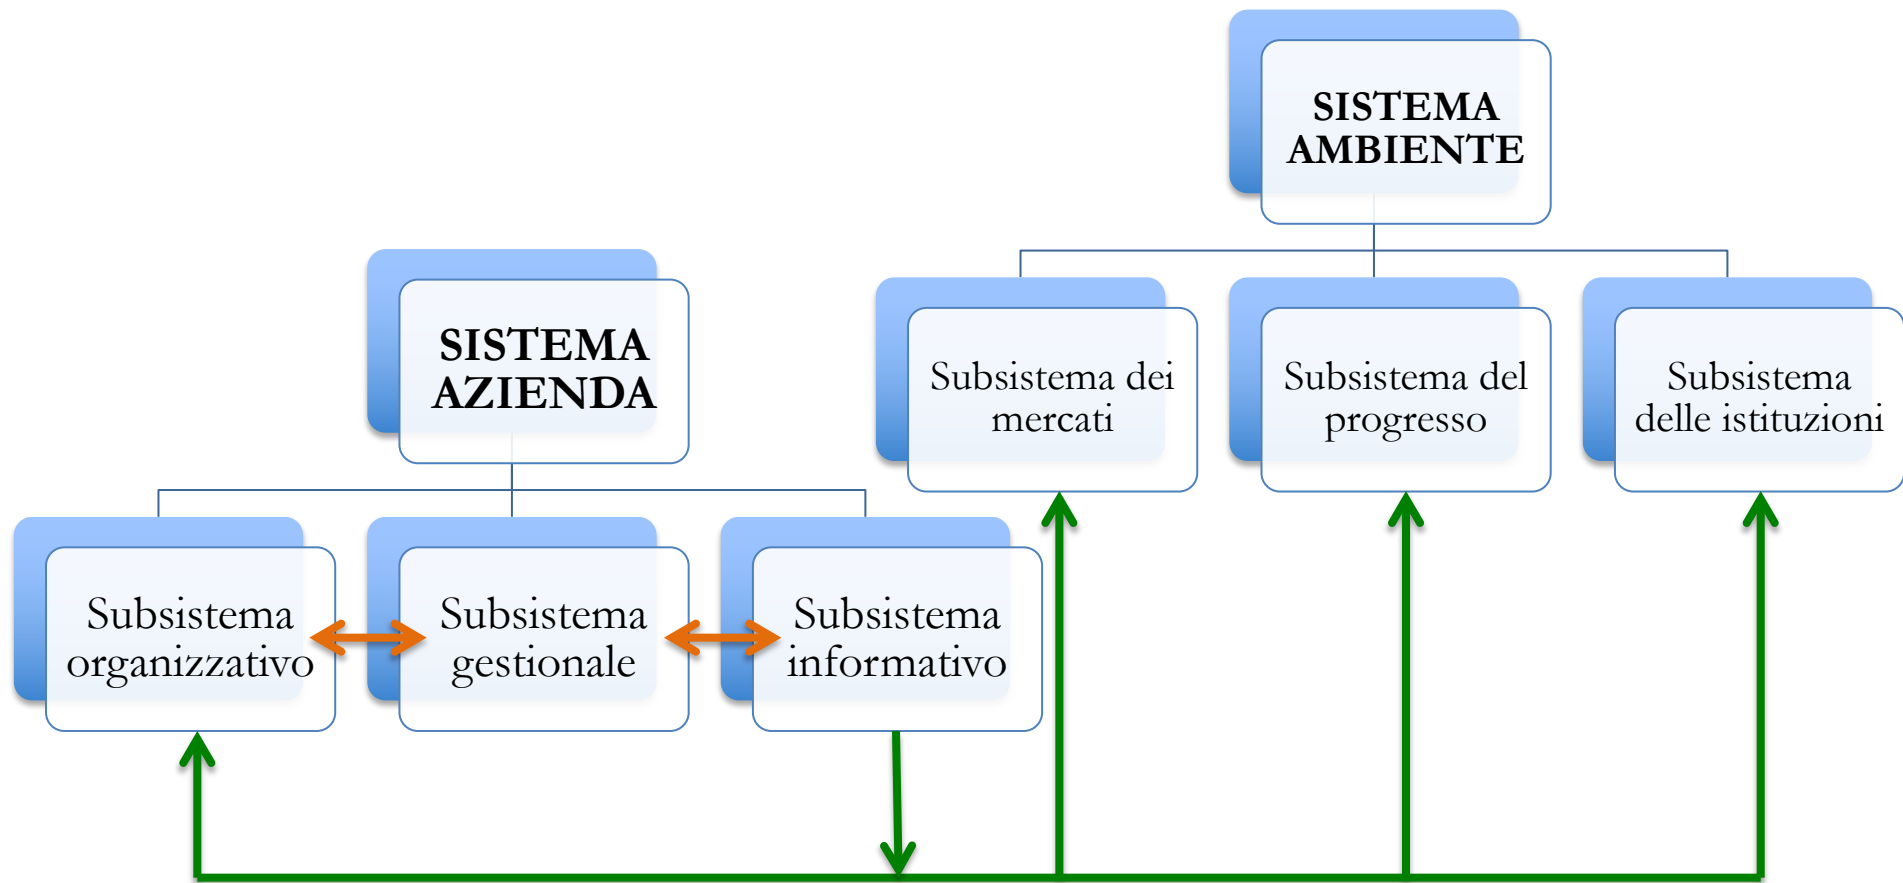 SISTEMA
AMBIENTE
SISTEMA
AZIENDA
Subsistema dei
mercati
Subsistema del
progresso
Subsistema
delle istituzioni
Subsistema
organizzativo
Subsistema
gestionale
Subsistema
informativo